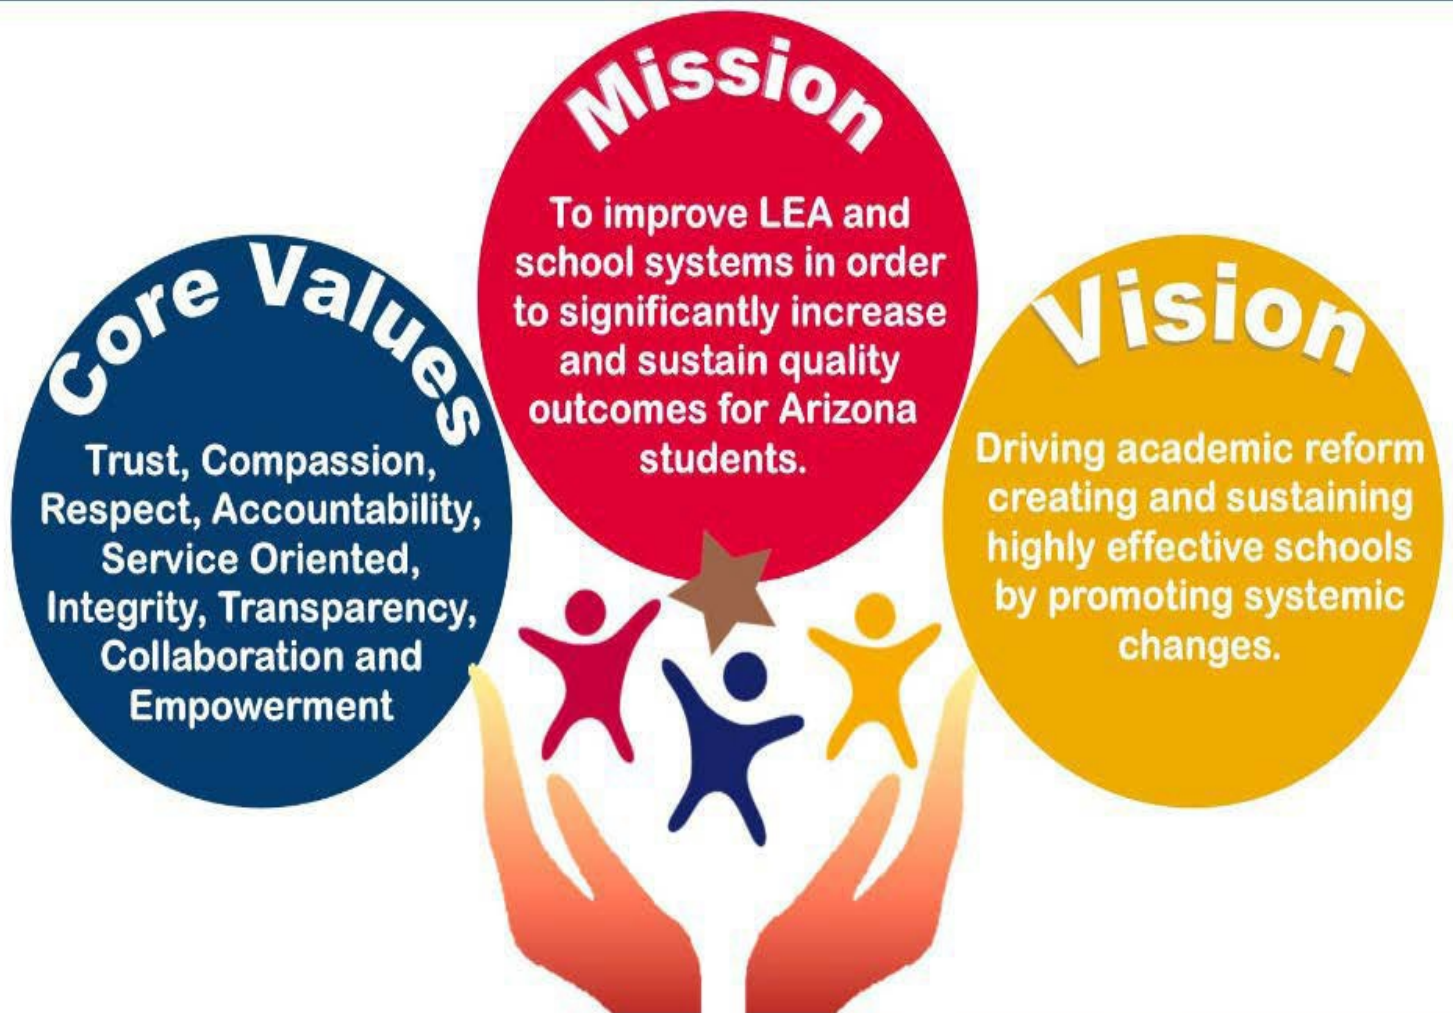 Mission
To improve LEA and
school systems in order
to significantly increase
and sustain quality
outcomes for Arizona
students.
Core Values
Trust, Compassion,
Respect, Accountability,
Service Oriented,
Integrity, Transparency,
Collaboration and
Empowerment
Vision
Driving academic reform
creating and sustaining
highly effective schools
by promoting systemic
changes.